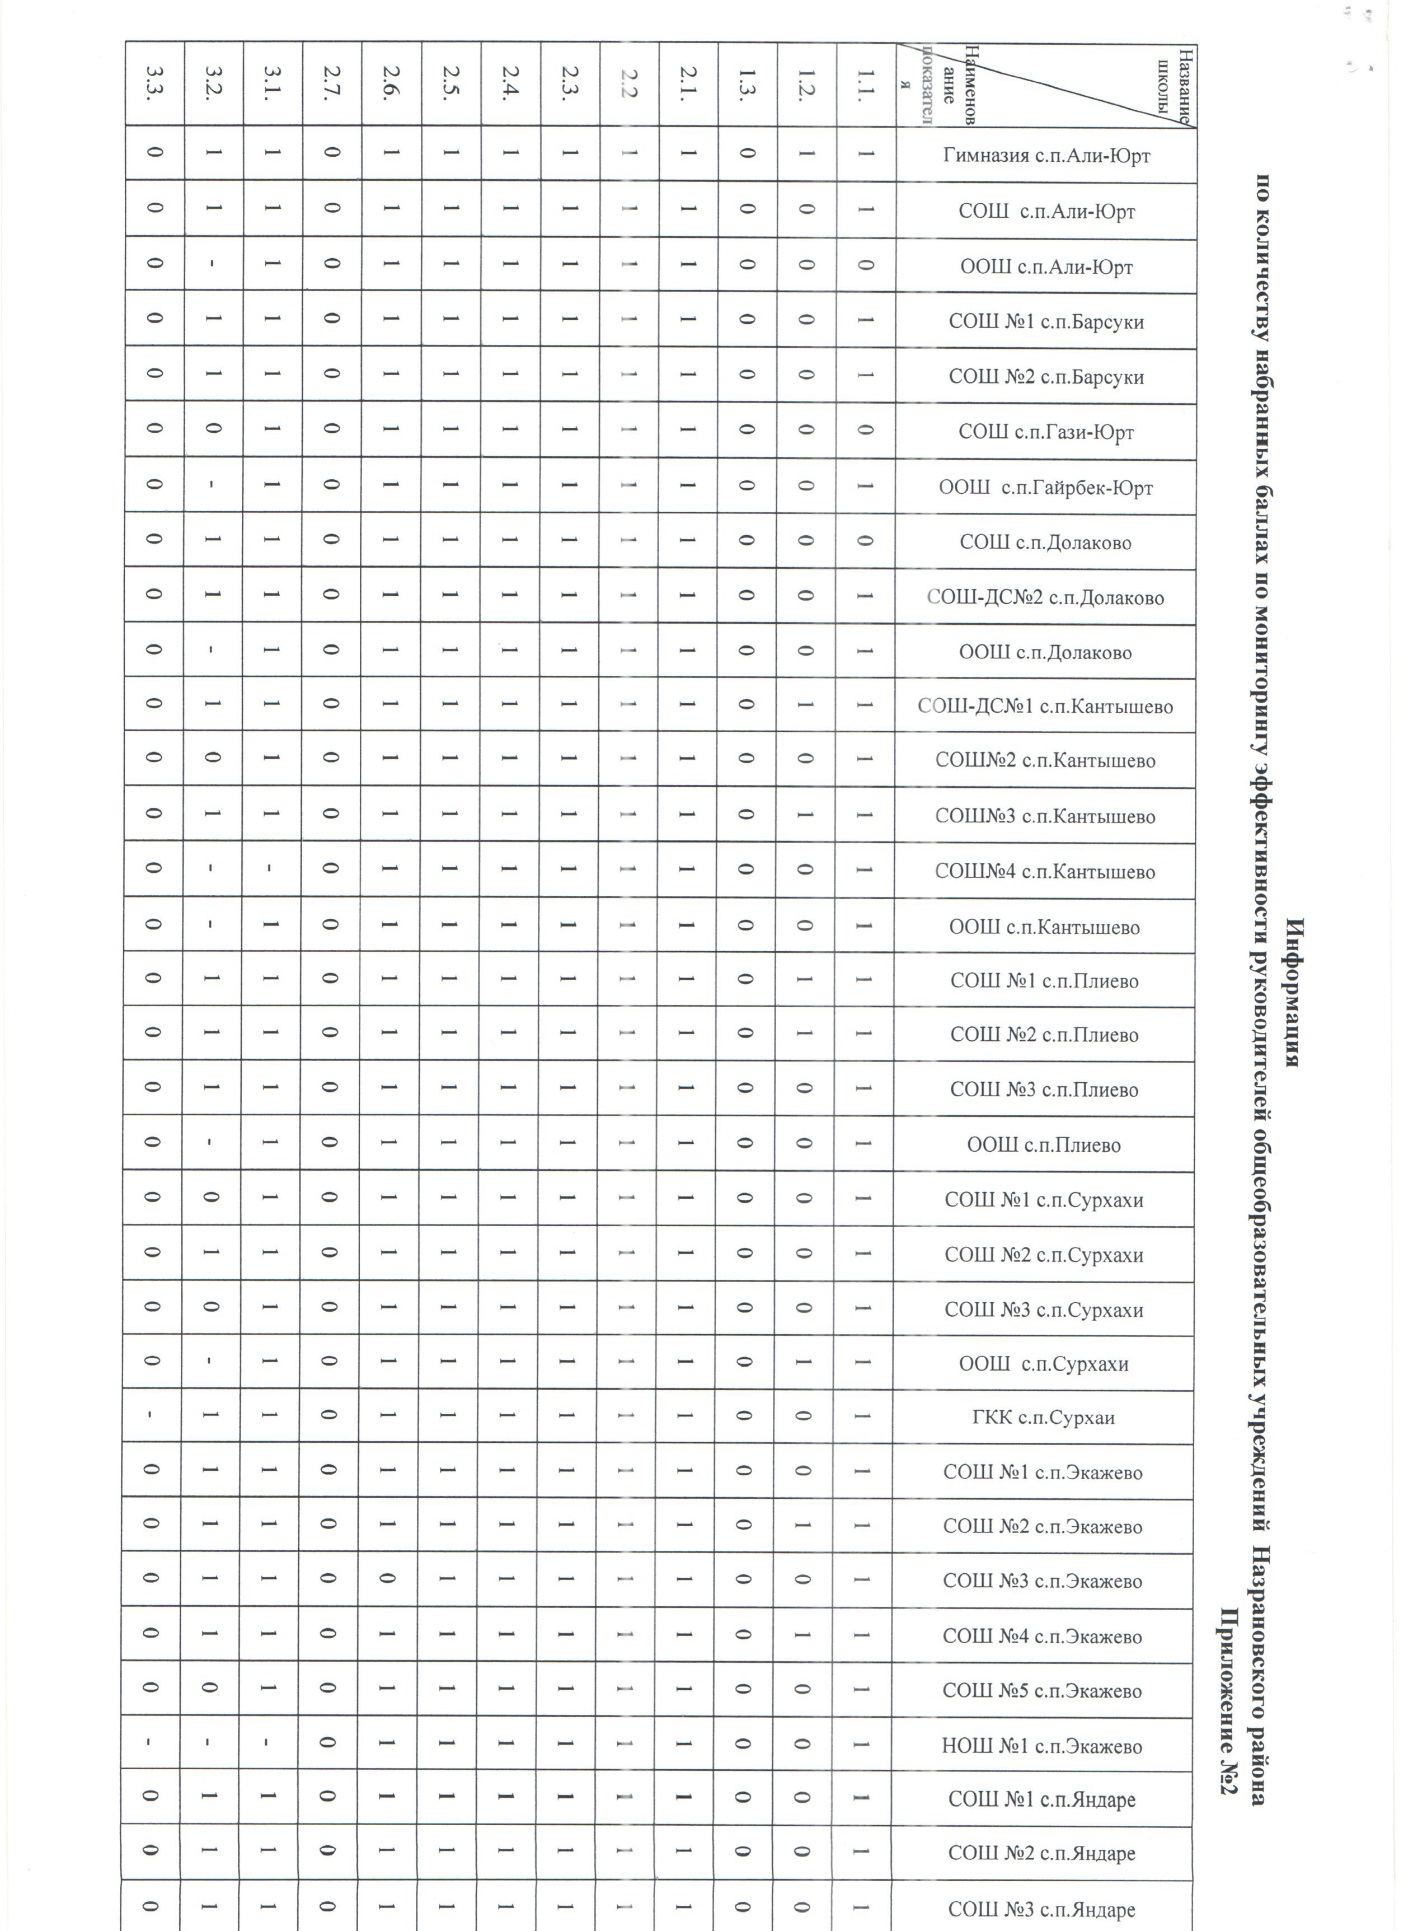 Информация
по количеству набранных баллах по мониторингу эффективности руководителей общеобразовательных учреждений Назрановского района
Приложение №2
Название
школы
Наименов
ание
показател
я
Гимназия с.п.Али-Юрт
СОШ с.п.Али-Юрт
ООШ с.п.Али-Юрт
СОШ №1 с.п.Барсуки
СОШ №2 с.п.Барсуки
СОШ с.п.Гази-Юрт
ООШ с.п.Гайрбек-Юрт
СОШ с.п.Долаково
СОШ-ДС№2 с.п.Долаково
ООШ с.п.Долаково
СОШ-ДС№1 с.п.Кантышево
СОШ№2 с.п.Кантышево
СОШ№3 с.п.Кантышево
СОШ№4 с.п.Кантышево
ООШ с.п.Кантышево
СОШ №1 с.п.Плиево
СОШ №2 с.п.Плиево
СОШ №3 с.п.Плиево
ООШ с.п.Плиево
СОШ №1 с.п.Сурхахи
СОШ №2 с.п.Сурхахи
СОШ №3 с.п.Сурхахи
ООШ с.п.Сурхахи
ГКК с.п.Сурхаи
СОШ №1 с.п.Экажево
СОШ №2 с.п.Экажево
СОШ №3 с.п.Экажево
СОШ №4 с.п.Экажево
СОШ №5 с.п.Экажево
НОШ №1 с.п.Экажево
СОШ №1 с.п.Яндаре
СОШ №2 с.п.Яндаре
СОШ №3 с.п.Яндаре
1.1. 1 1 0 1 1 0 1 0 1 1 1 1 1 1 1 1 1 1 1 1 1 1 1 1 1 1 1 1 1 1 1 1 1
1.2. 1 0 0 0 0 0 0 0 0 0 1 0 1 0 0 1 1 0 0 0 0 0 1 0 0 1 0 1 0 0 0 0 0
1.3. 0 0 0 0 0 0 0 0 0 0 0 0 0 0 0 0 0 0 0 0 0 0 0 0 0 0 0 0 0 0 0 0 0
2.1. 1 1 1 1 1 1 1 1 1 1 1 1 1 1 1 1 1 1 1 1 1 1 1 1 1 1 1 1 1 1 1 1 1
2.2 1 1 1 1 1 1 1 1 1 1 1 1 1 1 1 1 1 1 1 1 1 1 1 1 1 1 1 1 1 1 1 1 1
2.3. 1 1 1 1 1 1 1 1 1 1 1 1 1 1 1 1 1 1 1 1 1 1 1 1 1 1 1 1 1 1 1 1 1
2.4. 1 1 1 1 1 1 1 1 1 1 1 1 1 1 1 1 1 1 1 1 1 1 1 1 1 1 1 1 1 1 1 1 1
2.5. 1 1 1 1 1 1 1 1 1 1 1 1 1 1 1 1 1 1 1 1 1 1 1 1 1 1 1 1 1 1 1 1 1
2.6. 1 1 1 1 1 1 1 1 1 1 1 1 1 1 1 1 1 1 1 1 1 1 1 1 1 1 0 1 1 1 1 1 1
2.7. 0 0 0 0 0 0 0 0 0 0 0 0 0 0 0 0 0 0 0 0 0 0 0 0 0 0 0 0 0 0 0 0 0
3.1. 1 1 1 1 1 1 1 1 1 1 1 1 1 - 1 1 1 1 1 1 1 1 1 1 1 1 1 1 1 - 1 1 1
3.2. 1 1 - 1 1 0 - 1 1 - 1 0 1 - - 1 1 1 - 0 1 0 - 1 1 1 1 1 0 - 1 1 1
3.3. 0 0 0 0 0 0 0 0 0 0 0 0 0 0 0 0 0 0 0 0 0 0 0 - 0 0 0 0 0 - 0 0 0